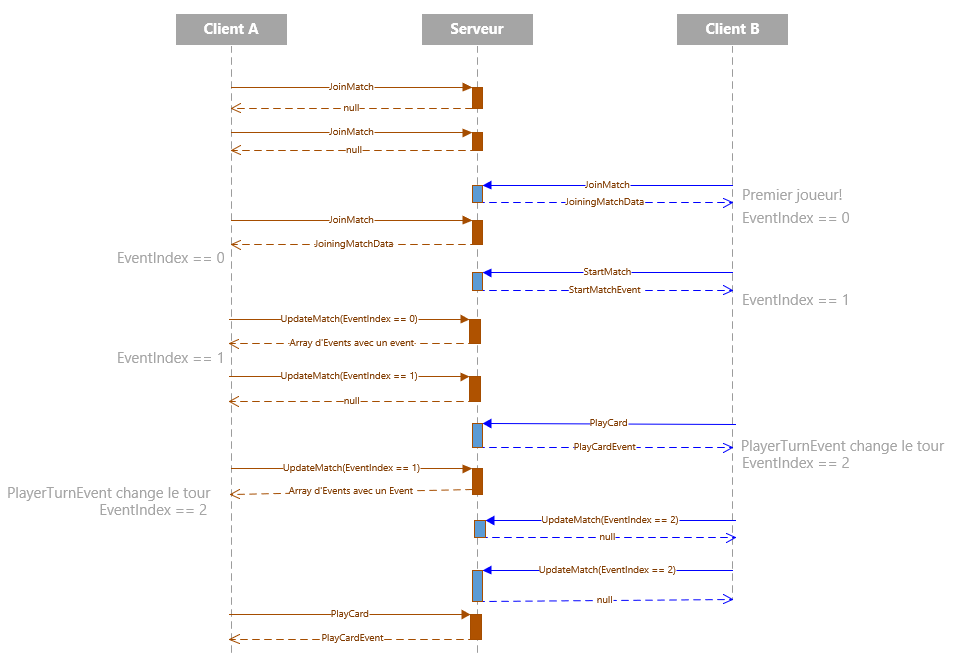 Client A
Serveur
Client B
JoinMatch
null
JoinMatch
null
JoinMatch
Premier joueur!
JoiningMatchData
EventIndex == 0
JoinMatch
JoiningMatchData
EventIndex == 0
StartMatch
StartMatchEvent
EventIndex == 1
UpdateMatch(EventIndex == 0)
Array d'Events avec un event
EventIndex == 1
UpdateMatch(EventIndex == 1)
null
PlayCard
PlayCardEvent
PlayerTurnEvent change le tour
EventIndex == 2
UpdateMatch(EventIndex == 1)
Array d'Events avec un Event
PlayerTurnEvent change le tour
EventIndex == 2
UpdateMatch(EventIndex == 2)
null
UpdateMatch(EventIndex == 2)
null
PlayCard
PlayCardEvent